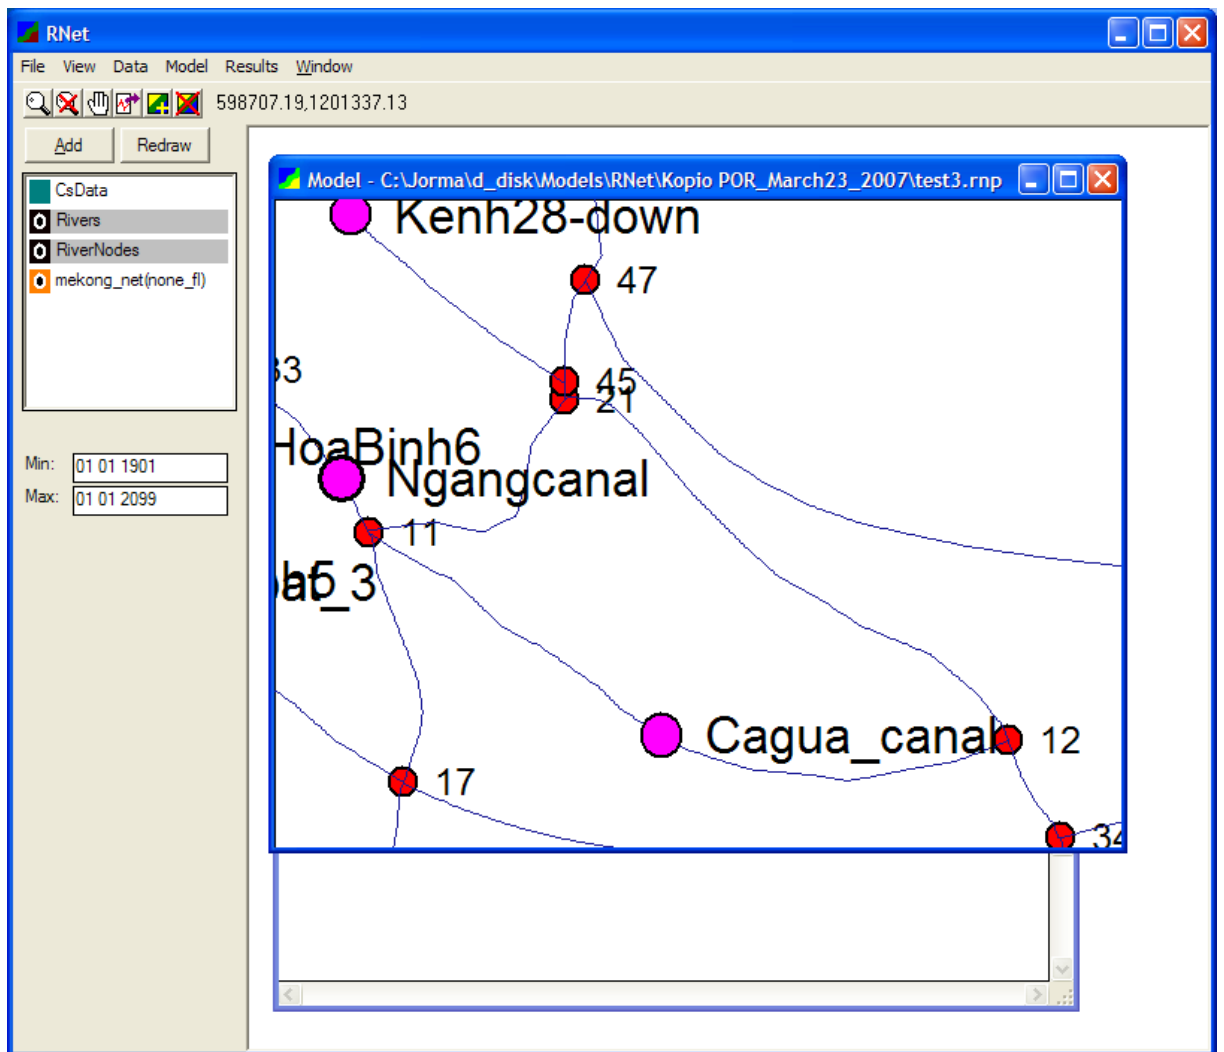 RNet
File View Data Model Results Window
598707.19,1201337.13
Add Redraw
CsData
Rivers
RiverNodes
mekong_net(none_fl)
Min: 01 01 1901
Max: 01 01 2099
Model - C:\Jorma\d_disk\Models\RNet\Kopio POR_March23_2007\test3.rnp
Kenh28-down
47
33
45
21
HoaBinh6
Ngangcanal
11
Cagua_canal
12
17
34